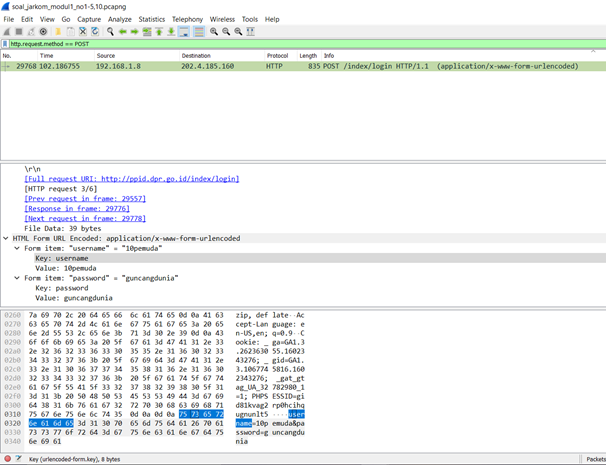 soal_jarkom_modul1_no1-5,10.pcapng
File Edit View Go Capture Analyze Statistics Telephony Wireless Tools Help
http.request.method == POST
No. Time Source Destination Protocol Length Info
29768 102.186755 192.168.1.8 202.4.185.160 HTTP 835 POST /index/login HTTP/1.1 (application/x-www-form-urlencoded)
\r\n
[Full request URI: http://ppid.dpr.go.id/index/login]
[HTTP request 3/6]
[Prev request in frame: 29557]
[Response in frame: 29776]
[Next request in frame: 29778]
File Data: 39 bytes
HTML Form URL Encoded: application/x-www-form-urlencoded
Form item: "username" = "10pemuda"
Key: username
Value: 10pemuda
Form item: "password" = "guncangdunia"
Key: password
Value: guncangdunia
0260 7a 69 70 2c 20 64 65 66 6c 61 74 65 0d 0a 41 63 zip, def late··Ac
0270 63 65 70 74 2d 4c 61 6e 67 75 61 67 65 3a 20 65 cept-Lan guage: e
0280 6e 2d 55 53 2c 65 6e 3b 71 3d 30 2e 39 0d 0a 43 n-US,en; q=0.9··C
0290 6f 6f 6b 69 65 3a 20 5f 67 61 3d 47 41 31 2e 33 ookie: _ ga=GA1.3
02a0 2e 32 36 32 33 36 33 30 35 35 2e 31 36 30 32 33 .2623630 55.16023
02b0 34 33 32 37 36 3b 20 5f 67 69 64 3d 47 41 31 2e 43276; _ gid=GA1.
02c0 33 2e 31 30 36 37 37 34 35 38 31 36 2e 31 36 30 3.106774 5816.160
02d0 32 33 34 33 32 37 36 3b 20 5f 67 61 74 5f 67 74 2343276; _gat_gt
02e0 61 67 5f 55 41 5f 33 32 37 38 32 39 38 30 5f 31 ag_UA_32 782980_1
02f0 3d 31 3b 20 50 48 50 53 45 53 53 49 44 3d 67 69 =1; PHPS ESSID=gi
0300 64 38 31 6b 76 61 67 32 72 70 30 68 63 69 68 71 d81kvag2 rp0hcihq
0310 75 67 6e 75 6e 6c 74 35 0d 0a 0d 0a 75 73 65 72 ugnunlt5 ····user
0320 6e 61 6d 65 3d 31 30 70 65 6d 75 64 61 26 70 61 name=10p emuda&pa
0330 73 73 77 6f 72 64 3d 67 75 6e 63 61 6e 67 64 75 ssword=g uncangdu
0340 6e 69 61 nia
Key (urlencoded-form.key), 8 bytes
Packets